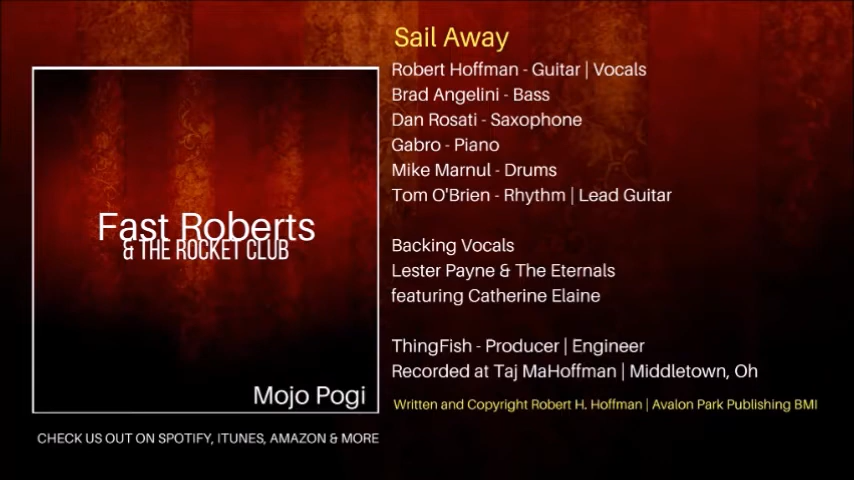 Sail Away
Robert Hoffman - Guitar | Vocals
Brad Angelini - Bass
Dan Rosati - Saxophone
Gabro - Piano
Mike Marnul - Drums
Tom O'Brien - Rhythm | Lead Guitar
Backing Vocals
Lester Payne & The Eternals
featuring Catherine Elaine
ThingFish - Producer | Engineer
Recorded at Taj MaHoffman | Middletown, Oh
Written and Copyright Robert H. Hoffman | Avalon Park Publishing BMI
Fast Roberts
& THE ROCKET CLUB
Mojo Pogi
CHECK US OUT ON SPOTIFY, ITUNES, AMAZON & MORE